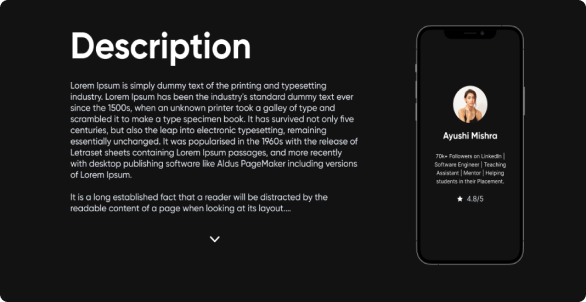 Description
Lorem Ipsum is simply dummy text of the printing and typesetting
industry. Lorem Ipsum has been the industry's standard dummy text ever
since the 1500s, when an unknown printer took a galley of type and
scrambled it to make a type specimen book. It has survived not only five
centuries, but also the leap into electronic typesetting, remaining
essentially unchanged. It was popularised in the 1960s with the release of
Letraset sheets containing Lorem Ipsum passages, and more recently
with desktop publishing software like Aldus PageMaker including versions
of Lorem Ipsum.
It is a long established fact that a reader will be distracted by the
readable content of a page when looking at its layout....
Ayushi Mishra
70k+ Followers on LinkedIn |
Software Engineer | Teaching
Assistant | Mentor | Helping
students in their Placement.
4.8/5